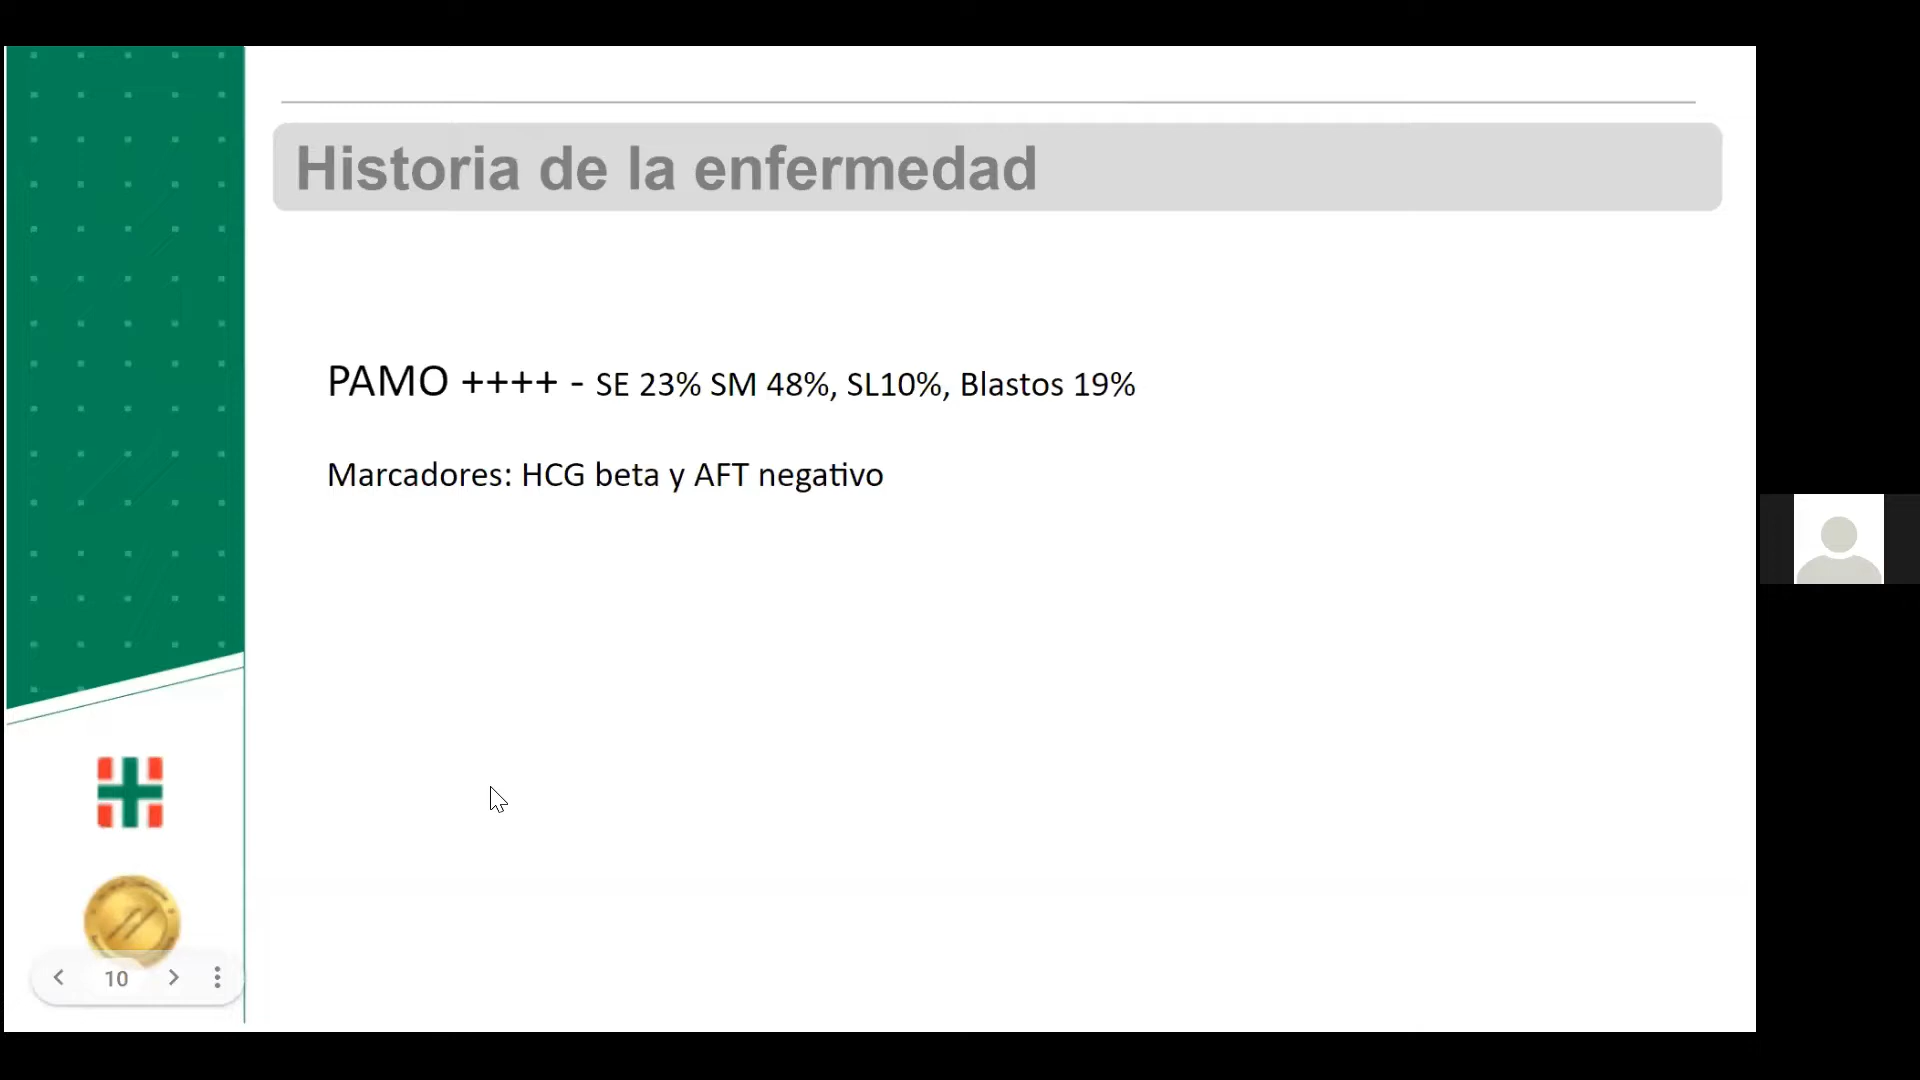 Historia de la enfermedad
PAMO ++++ - SE 23% SM 48%, SL10%, Blastos 19%
Marcadores: HCG beta y AFT negativo
10